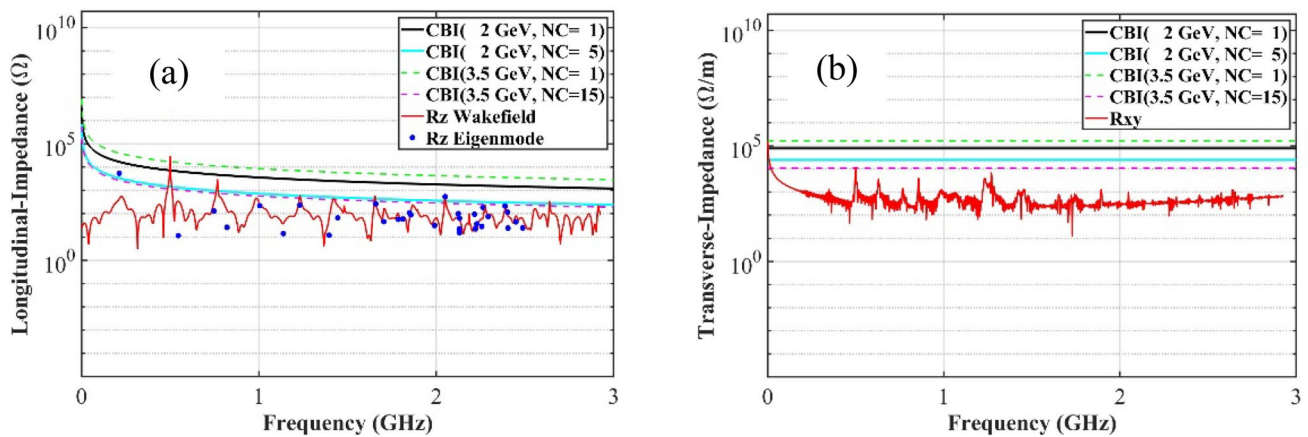 (a)
Longitudinal-Impedance (Ω)
10^10
10^5
10^0
CBI( 2 GeV, NC= 1)
CBI( 2 GeV, NC= 5)
CBI(3.5 GeV, NC= 1)
CBI(3.5 GeV, NC=15)
Rz Wakefield
Rz Eigenmode
0 1 2 3
Frequency (GHz)
(b)
Transverse-Impedance (Ω/m)
10^10
10^5
10^0
CBI( 2 GeV, NC= 1)
CBI( 2 GeV, NC= 5)
CBI(3.5 GeV, NC= 1)
CBI(3.5 GeV, NC=15)
Rxy
0 1 2 3
Frequency (GHz)